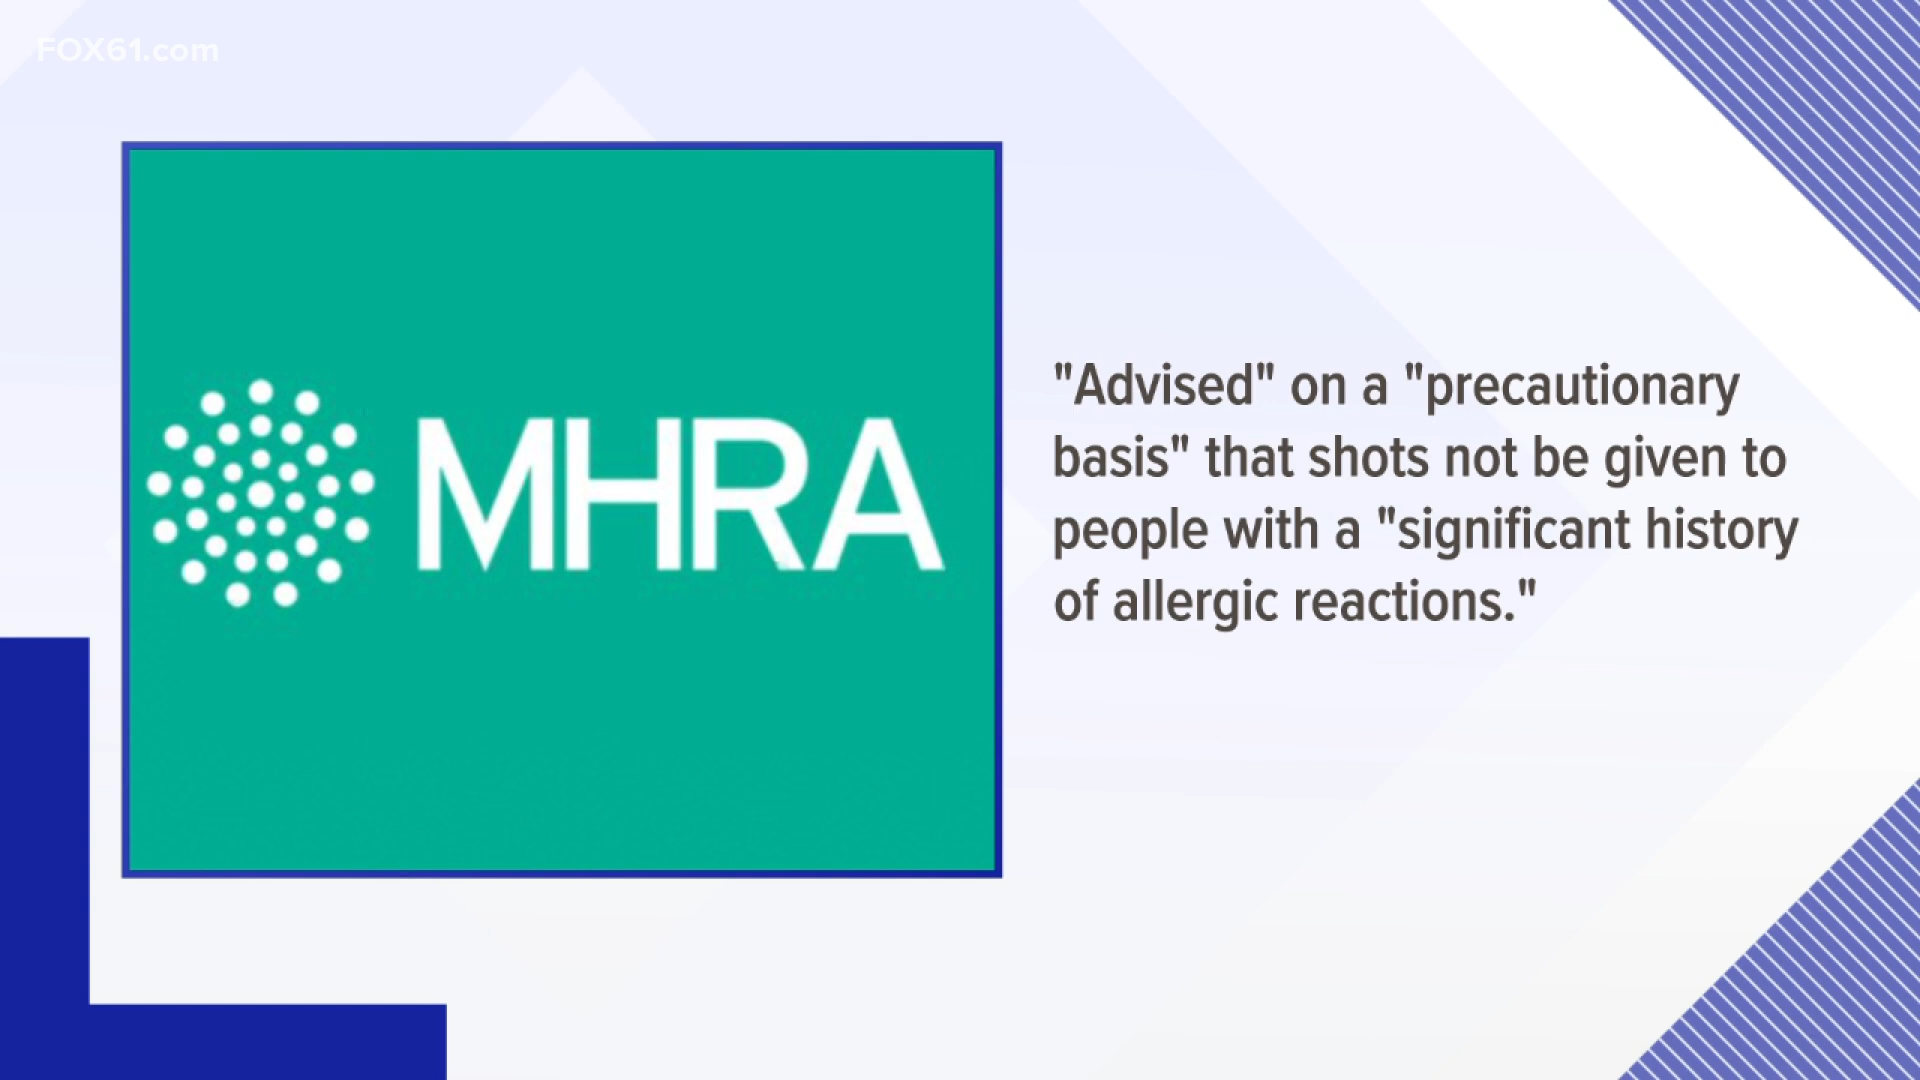 FOX61.com
MHRA
"Advised" on a "precautionary
basis" that shots not be given to
people with a "significant history
of allergic reactions."